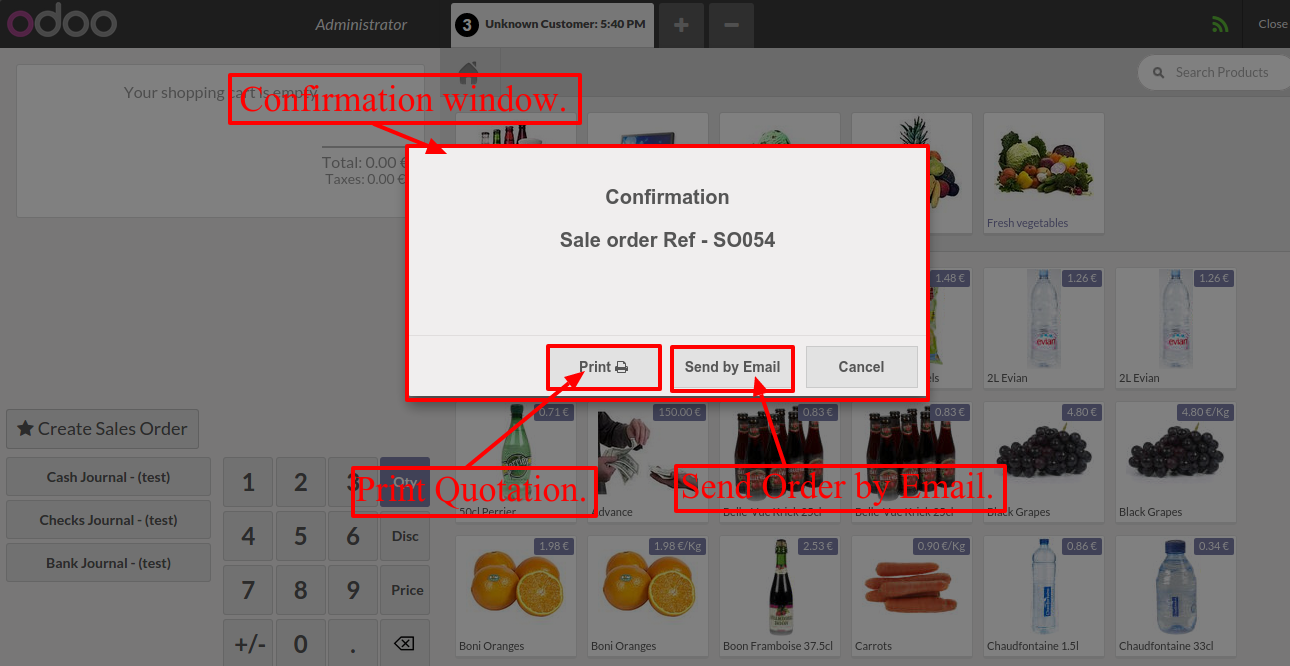 odoo
Administrator
3 Unknown Customer: 5:40 PM
+
−
Close
Your shopping cart is empty
Search Products
Confirmation window.
Total: 0.00 €
Taxes: 0.00 €
Fresh vegetables
Confirmation
Sale order Ref - SO054
Print
Send by Email
Cancel
1.48 €
1.26 €
1.26 €
evian
evian
2L Evian
2L Evian
0.71 €
150.00 €
0.83 €
0.83 €
4.80 €
4.80 €/Kg
perrier
50cl Perrier
Advance
Belle-Vue Kriek 25cl
Belle-Vue Kriek 25cl
Black Grapes
Black Grapes
Print Quotation.
Send Order by Email.
Create Sales Order
Cash Journal - (test)
Checks Journal - (test)
Bank Journal - (test)
1 2 3 Qty
4 5 6 Disc
7 8 9 Price
+/- 0 .
1.98 €
1.98 €/Kg
2.53 €
0.90 €/Kg
0.86 €
0.34 €
Boni Oranges
Boni Oranges
Boon Framboise 37.5cl
Carrots
Chaudfontaine 1.5l
Chaudfontaine 33cl